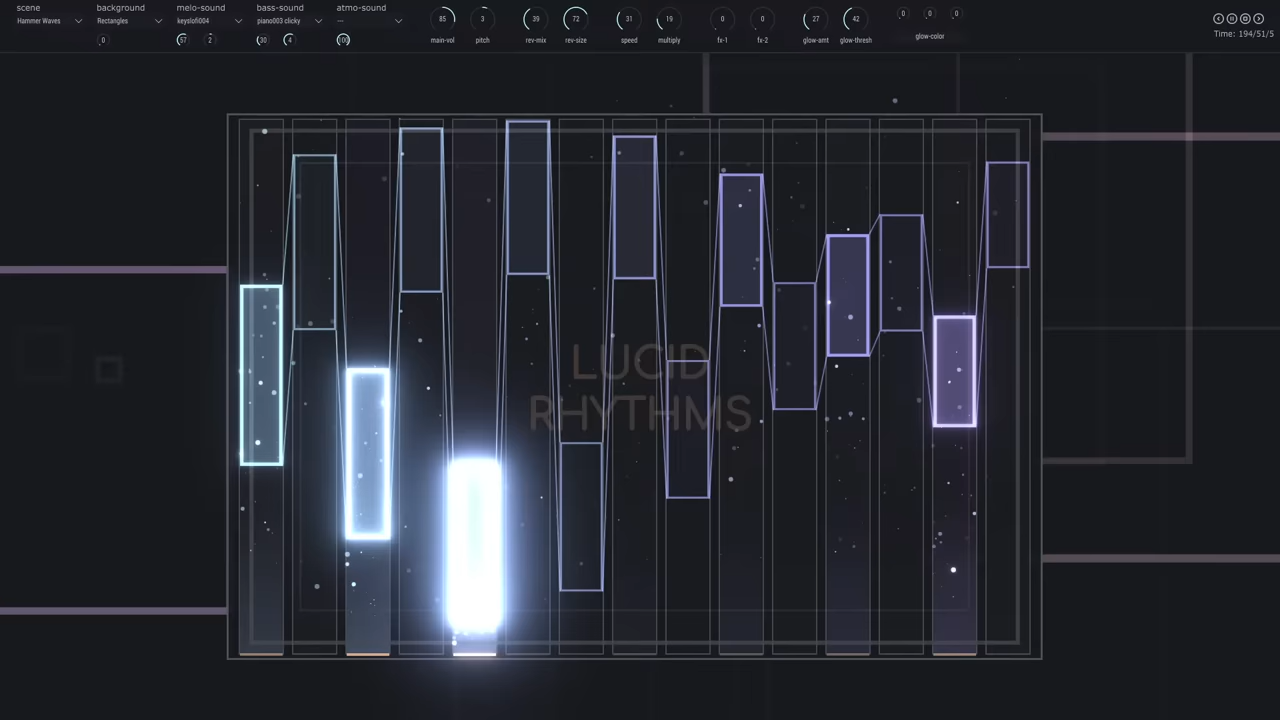 scene background melo-sound bass-sound atmo-sound
Hammer Waves Rectangles keyslofi004 piano003 clicky ---
0 57 2 30 4 100
85 3 39 72 31 19 0 0 27 42 0 0 0
main-vol pitch rev-mix rev-size speed multiply fx-1 fx-2 glow-amt glow-thresh glow-color
Time: 194/51/5
LUCID
RHYTHMS